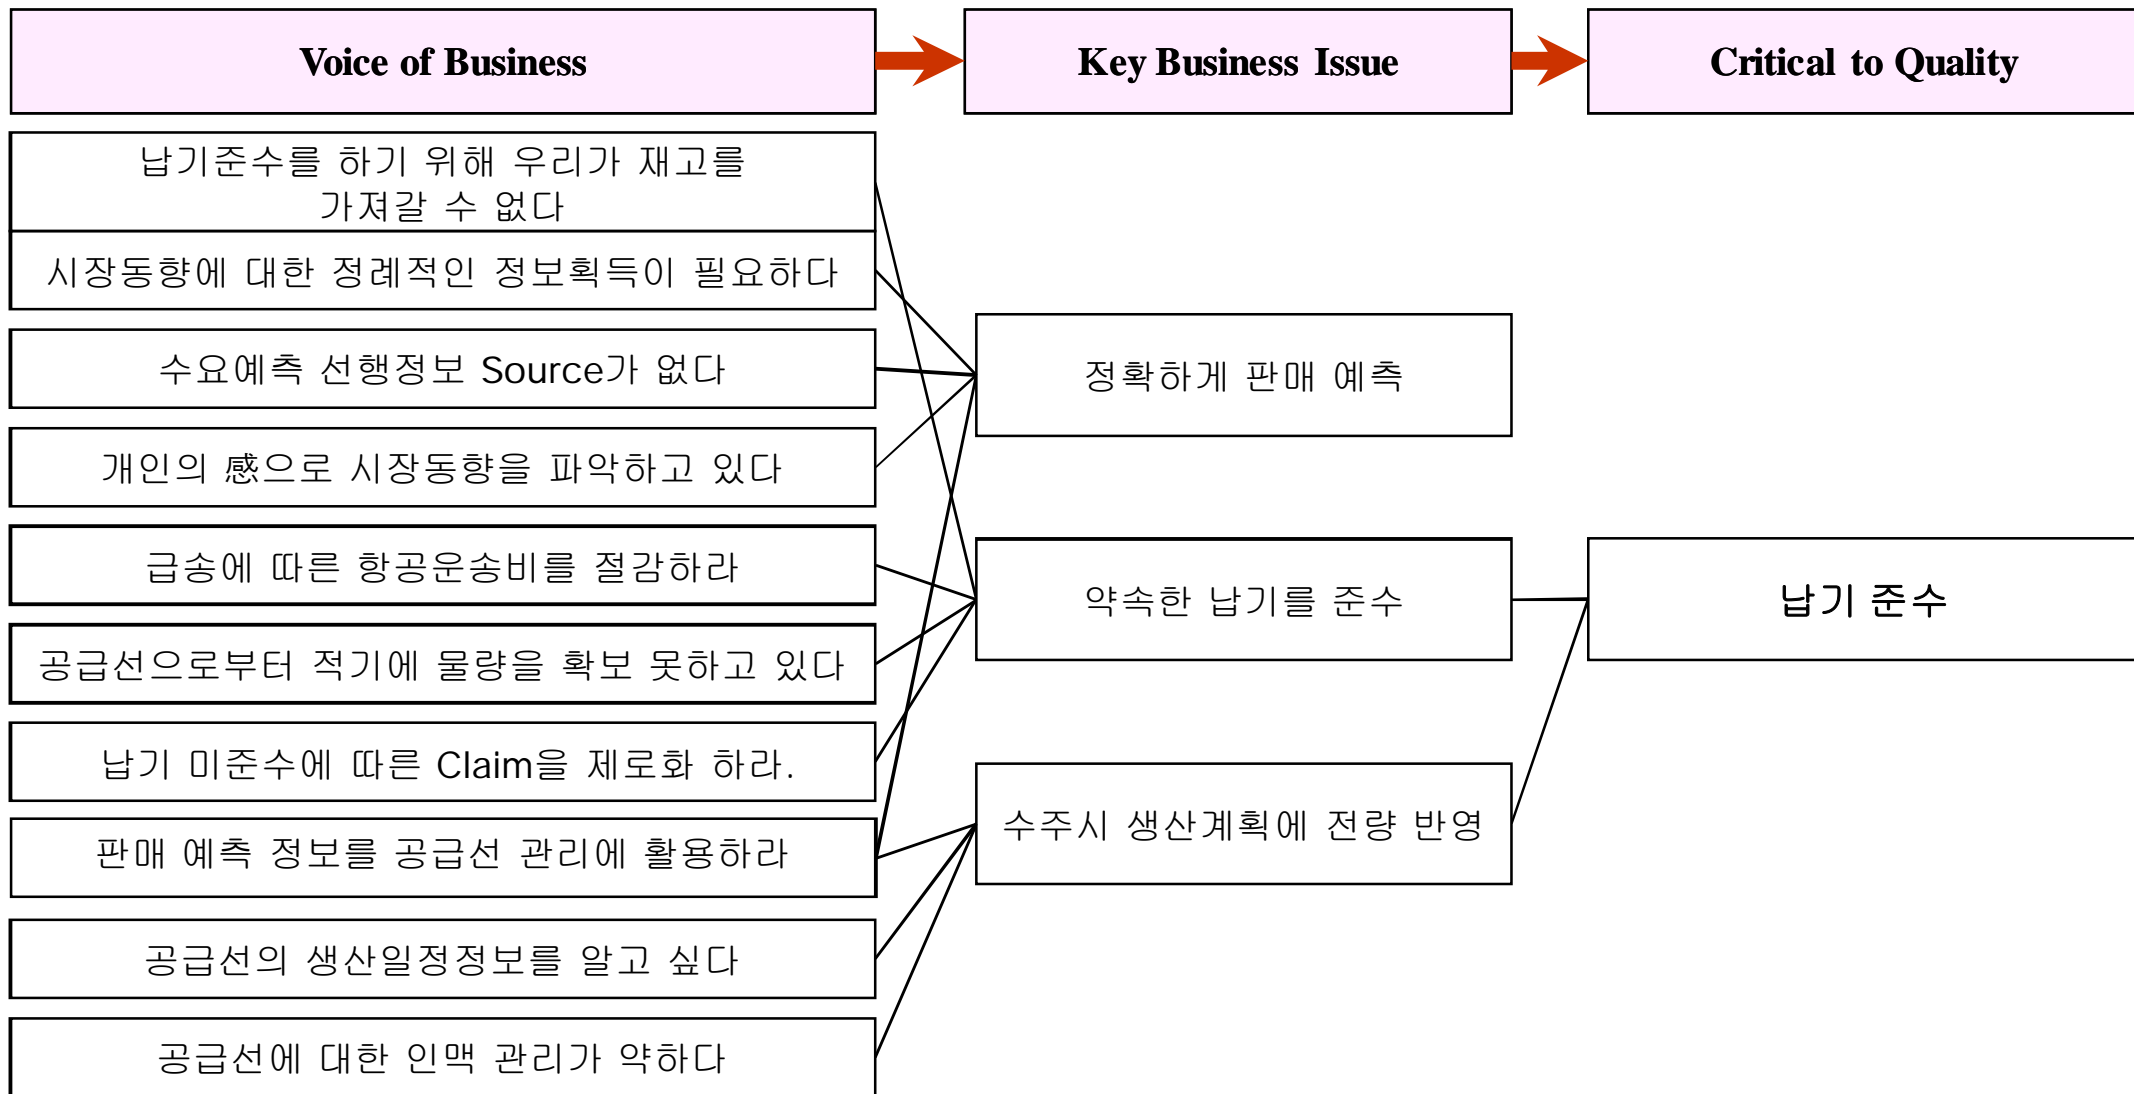 Voice of Business
Key Business Issue
Critical to Quality
납기준수를 하기 위해 우리가 재고를
가져갈 수 없다
시장동향에 대한 정례적인 정보획득이 필요하다
수요예측 선행정보 Source가 없다
개인의 感으로 시장동향을 파악하고 있다
급송에 따른 항공운송비를 절감하라
공급선으로부터 적기에 물량을 확보 못하고 있다
납기 미준수에 따른 Claim을 제로화 하라.
판매 예측 정보를 공급선 관리에 활용하라
공급선의 생산일정정보를 알고 싶다
공급선에 대한 인맥 관리가 약하다
정확하게 판매 예측
약속한 납기를 준수
수주시 생산계획에 전량 반영
납기 준수